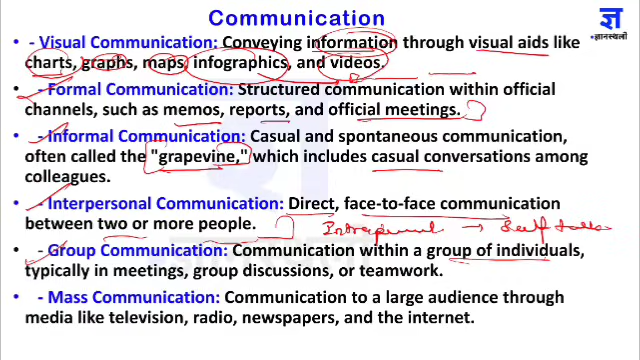 Communication
ज्ञ
ज्ञानस्थली
- Visual Communication: Conveying information through visual aids like
charts, graphs, maps, infographics, and videos.
- Formal Communication: Structured communication within official
channels, such as memos, reports, and official meetings.
- Informal Communication: Casual and spontaneous communication,
often called the "grapevine," which includes casual conversations among
colleagues.
- Interpersonal Communication: Direct, face-to-face communication
between two or more people.
→ Self talk
- Group Communication: Communication within a group of individuals,
typically in meetings, group discussions, or teamwork.
- Mass Communication: Communication to a large audience through
media like television, radio, newspapers, and the internet.